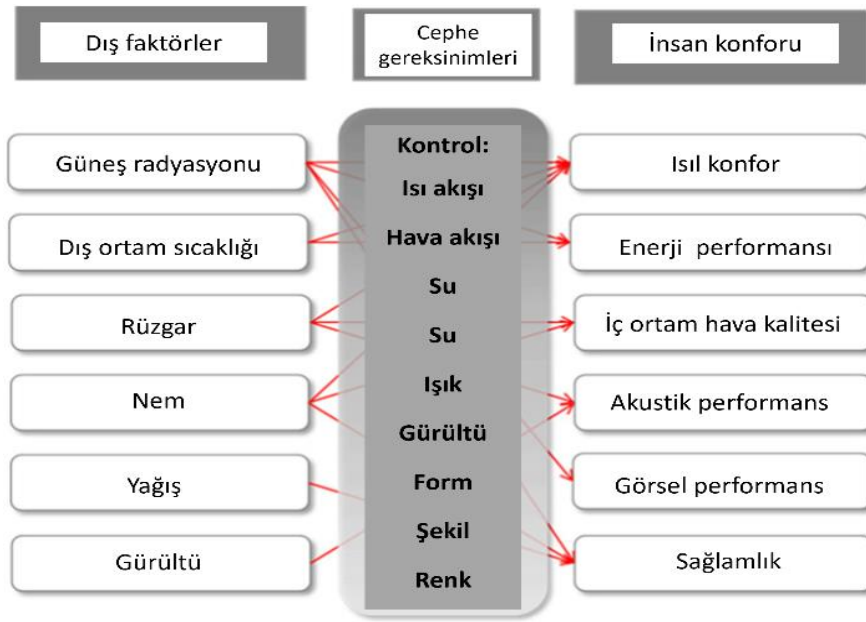 Dış faktörler
Cephe
gereksinimleri
İnsan konforu
Güneş radyasyonu
Dış ortam sıcaklığı
Rüzgar
Nem
Yağış
Gürültü
Kontrol:
Isı akışı
Hava akışı
Su
Su
Işık
Gürültü
Form
Şekil
Renk
Isıl konfor
Enerji performansı
İç ortam hava kalitesi
Akustik performans
Görsel performans
Sağlamlık